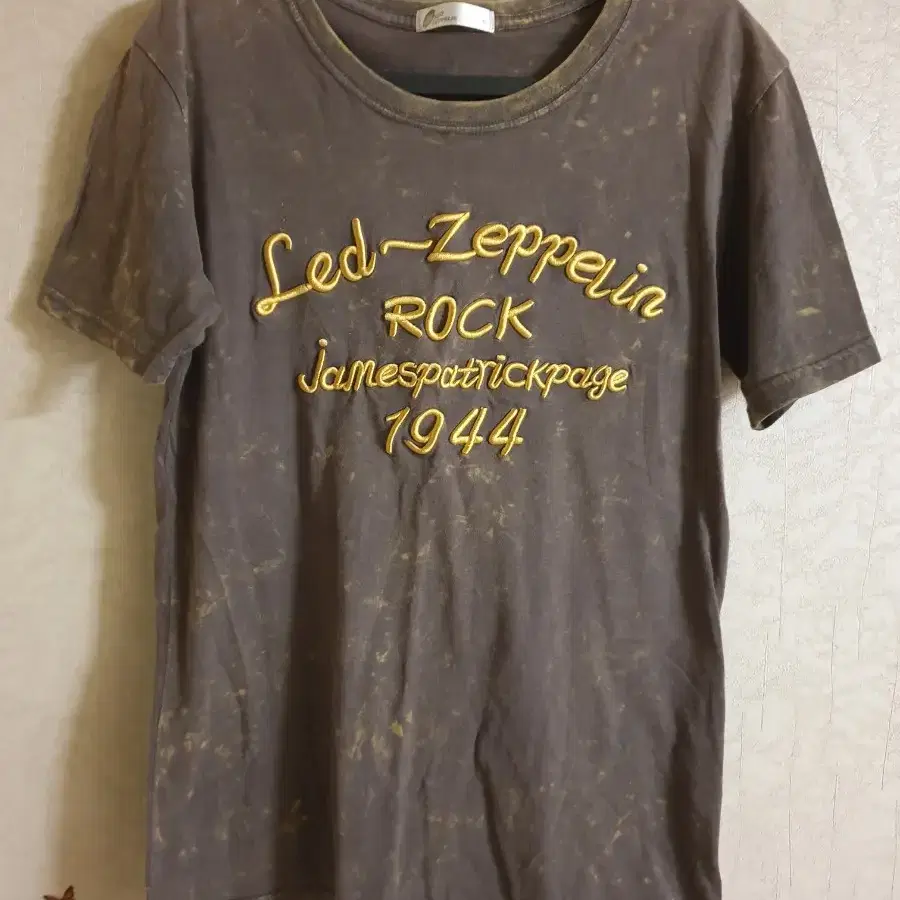 Led~Zeppelin
ROCK
Jamespatrickpage
1944